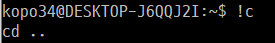 kopo34@DESKTOP-J6QQJ2I:~$ !c
cd ..